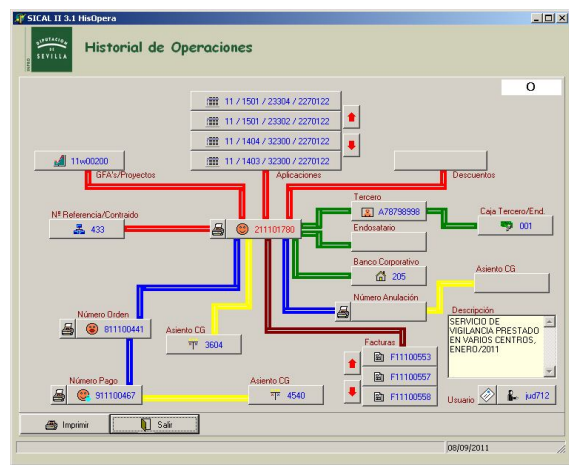 SICAL II 3.1 HisOpera
DIPUTACIÓN
DE
SEVILLA
INPRO
Historial de Operaciones
O
11 / 1501 / 23304 / 2270122
11 / 1501 / 23302 / 2270122
11 / 1404 / 32300 / 2270122
11 / 1403 / 32300 / 2270122
11w00200
GFA's/Proyectos
Aplicaciones
Descuentos
Nº Referencia/Contraido
433
211101780
Tercero
A78798998
Caja Tercero/End.
001
Endosatario
Banco Corporativo
205
Asiento CG
Número Anulación
Número Orden
811100441
Asiento CG
3604
Descripción
SERVICIO DE
VIGILANCIA PRESTADO
EN VARIOS CENTROS,
ENERO/2011
Facturas
F11100553
F11100557
F11100558
Número Pago
911100467
Asiento CG
4540
Usuario
jud712
Imprimir
Salir
08/09/2011